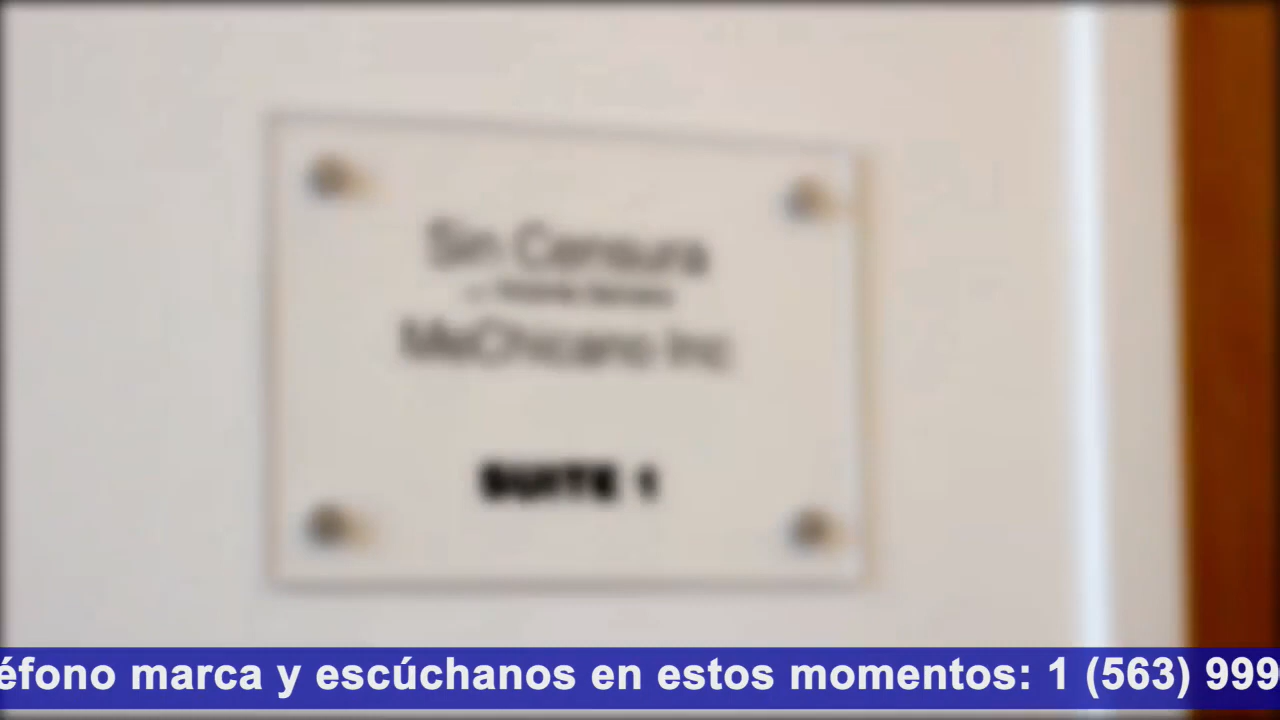 Sin Censura
MeChicano Inc
SUITE 1
éfono marca y escúchanos en estos momentos: 1 (563) 999